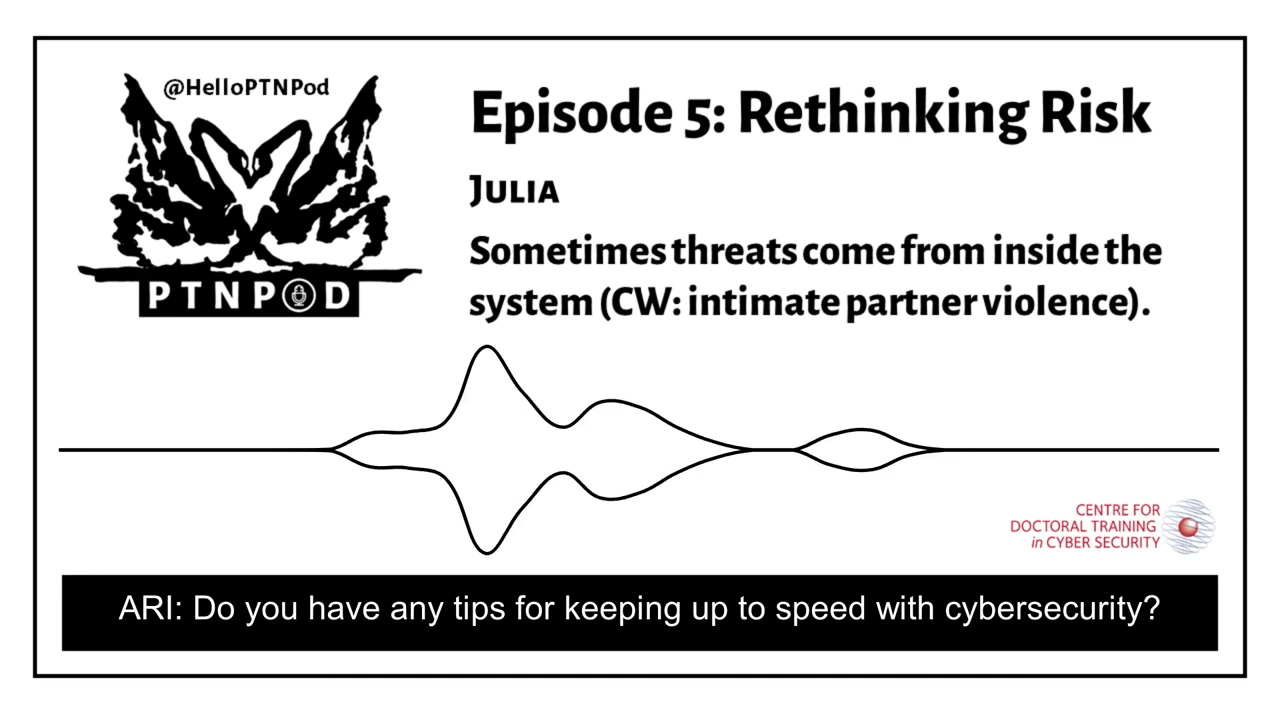 @HelloPTNPod
PTNPOD
Episode 5: Rethinking Risk
Julia
Sometimes threats come from inside the
system (CW: intimate partner violence).
CENTRE FOR
DOCTORAL TRAINING
in CYBER SECURITY
ARI: Do you have any tips for keeping up to speed with cybersecurity?